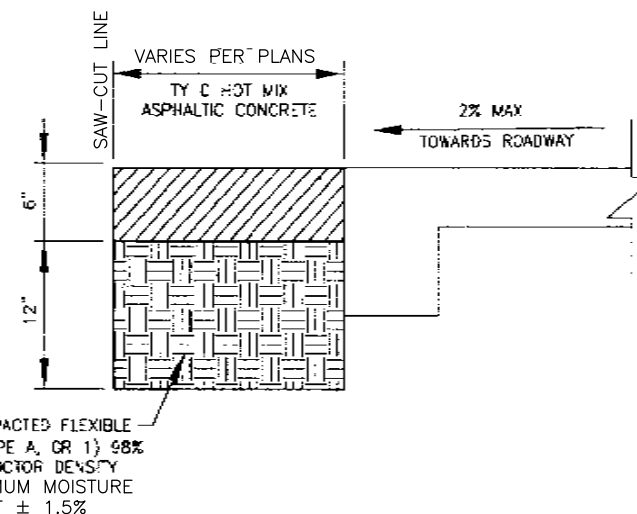 SAW-CUT LINE
VARIES PER PLANS
TY D HOT MIX
ASPHALTIC CONCRETE
2% MAX
TOWARDS ROADWAY
6"
12"
PACTED FLEXIBLE
PE A, GR 1) 98%
OCTOR DENSITY
IUM MOISTURE
T ± 1.5%